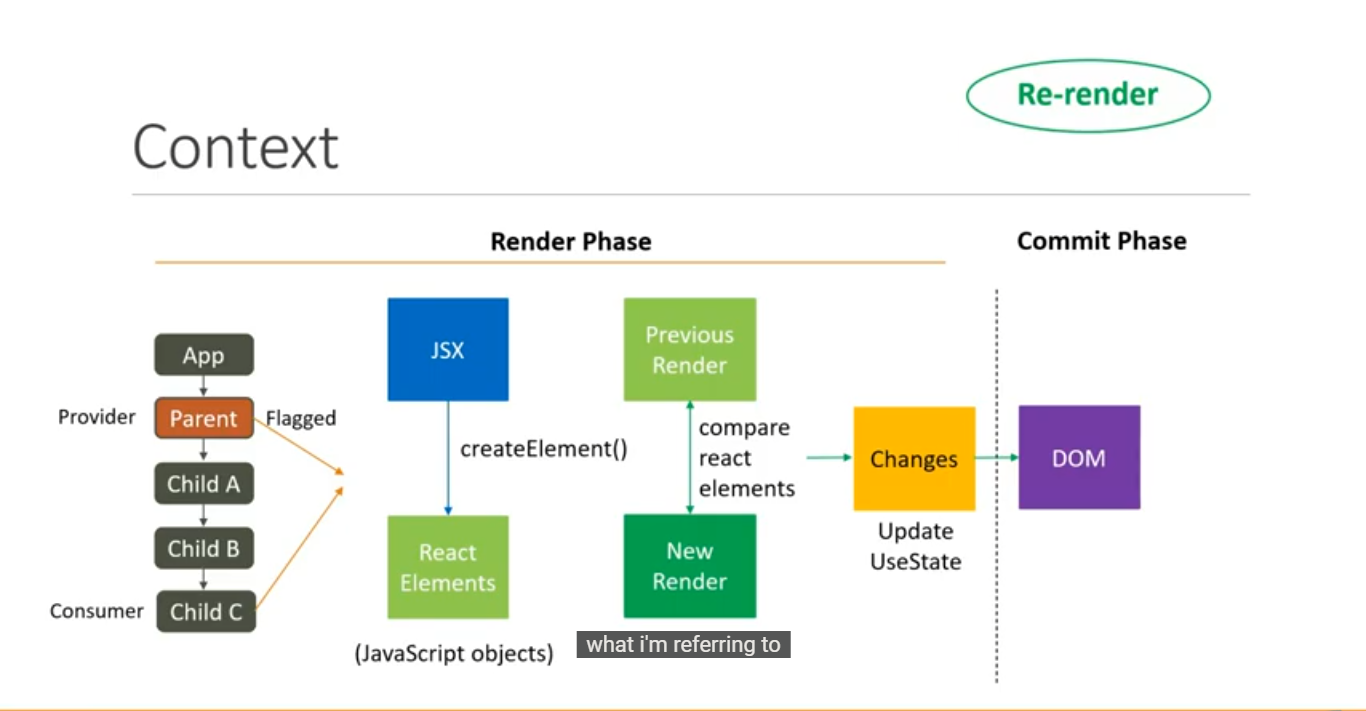 Re-render
Context
Render Phase
Commit Phase
App
Provider
Parent
Flagged
Child A
Child B
Consumer
Child C
JSX
createElement()
React
Elements
(JavaScript objects)
Previous
Render
compare
react
elements
New
Render
Changes
Update
UseState
DOM
what i'm referring to